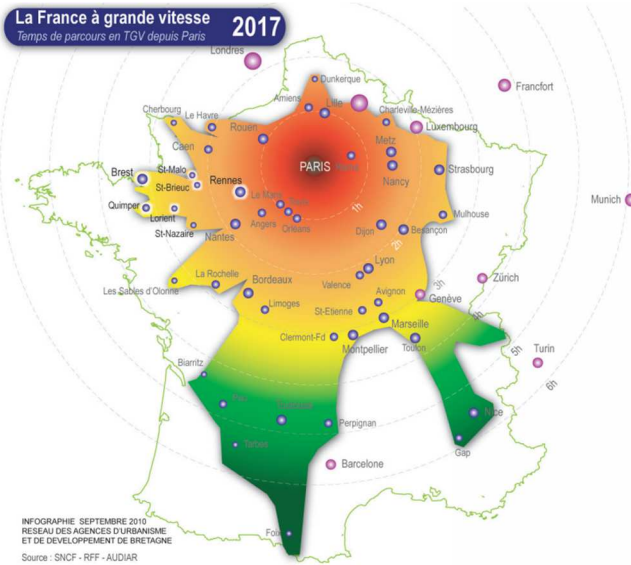 La France à grande vitesse
2017
Temps de parcours en TGV depuis Paris
Londres
Dunkerque
Francfort
Amiens
Lille
Cherbourg
Le Havre
Charleville-Mézières
Rouen
Luxembourg
Caen
Metz
St-Malo
PARIS
Brest
Strasbourg
St-Brieuc
Rennes
Nancy
Le Mans
Munich
Quimper
Lorient
1h
Mulhouse
Angers
Orléans
St-Nazaire
Nantes
Dijon
Besançon
2h
Lyon
La Rochelle
Bordeaux
Valence
Zürich
3h
Les Sables d'Olonne
Avignon
Genève
Limoges
St-Etienne
4h
Marseille
Clermont-Fd
Montpellier
Toulon
5h
Turin
Biarritz
6h
Pau
Toulouse
Nice
Perpignan
Tarbes
Gap
Barcelone
INFOGRAPHIE SEPTEMBRE 2010
RESEAU DES AGENCES D'URBANISME
ET DE DEVELOPPEMENT DE BRETAGNE
Foix
Source : SNCF - RFF - AUDIAR